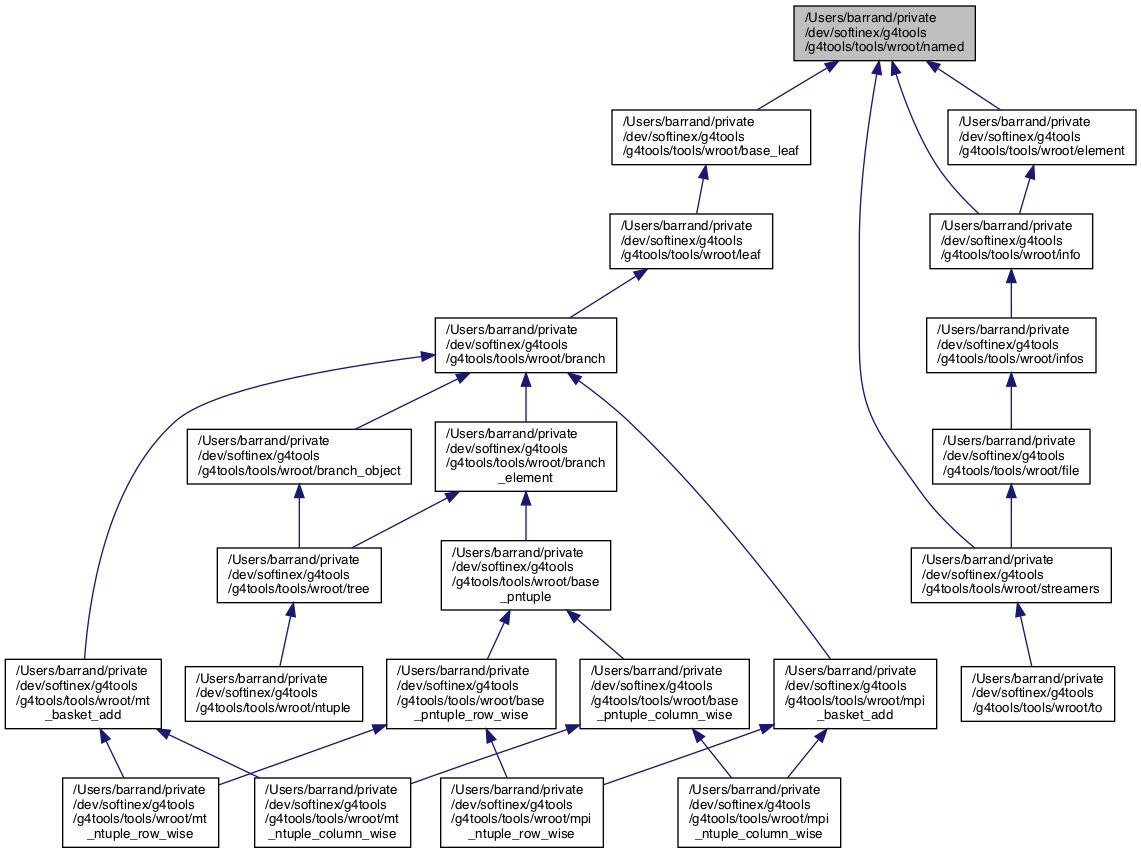 /Users/barrand/private
/dev/softinex/g4tools
/g4tools/tools/wroot/named
/Users/barrand/private
/dev/softinex/g4tools
/g4tools/tools/wroot/base_leaf
/Users/barrand/private
/dev/softinex/g4tools
/g4tools/tools/wroot/element
/Users/barrand/private
/dev/softinex/g4tools
/g4tools/tools/wroot/leaf
/Users/barrand/private
/dev/softinex/g4tools
/g4tools/tools/wroot/info
/Users/barrand/private
/dev/softinex/g4tools
/g4tools/tools/wroot/branch
/Users/barrand/private
/dev/softinex/g4tools
/g4tools/tools/wroot/infos
/Users/barrand/private
/dev/softinex/g4tools
/g4tools/tools/wroot/branch_object
/Users/barrand/private
/dev/softinex/g4tools
/g4tools/tools/wroot/branch
_element
/Users/barrand/private
/dev/softinex/g4tools
/g4tools/tools/wroot/file
/Users/barrand/private
/dev/softinex/g4tools
/g4tools/tools/wroot/tree
/Users/barrand/private
/dev/softinex/g4tools
/g4tools/tools/wroot/base
_pntuple
/Users/barrand/private
/dev/softinex/g4tools
/g4tools/tools/wroot/streamers
/Users/barrand/private
/dev/softinex/g4tools
/g4tools/tools/wroot/mt
_basket_add
/Users/barrand/private
/dev/softinex/g4tools
/g4tools/tools/wroot/ntuple
/Users/barrand/private
/dev/softinex/g4tools
/g4tools/tools/wroot/base
_pntuple_row_wise
/Users/barrand/private
/dev/softinex/g4tools
/g4tools/tools/wroot/base
_pntuple_column_wise
/Users/barrand/private
/dev/softinex/g4tools
/g4tools/tools/wroot/mpi
_basket_add
/Users/barrand/private
/dev/softinex/g4tools
/g4tools/tools/wroot/to
/Users/barrand/private
/dev/softinex/g4tools
/g4tools/tools/wroot/mt
_ntuple_row_wise
/Users/barrand/private
/dev/softinex/g4tools
/g4tools/tools/wroot/mt
_ntuple_column_wise
/Users/barrand/private
/dev/softinex/g4tools
/g4tools/tools/wroot/mpi
_ntuple_row_wise
/Users/barrand/private
/dev/softinex/g4tools
/g4tools/tools/wroot/mpi
_ntuple_column_wise